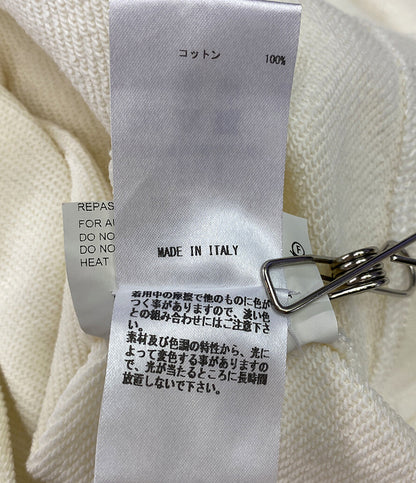 コットン 100%
REPAS
FOR AU
DO NO
DO NO
HEAT
F
MADE IN ITALY
着用中の摩擦で他のものに色が
つく事がありますので、濃い色
との組み合わせにはご注意下さ
い。
素材及び色調の特性から、光に
よって変色する事があります
ので、光が当たるところに長時間
放置しないで下さい。